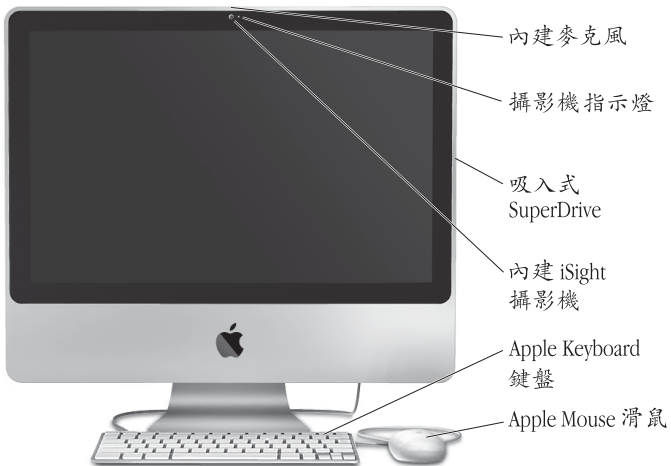 內建麥克風
攝影機指示燈
吸入式
SuperDrive
內建 iSight
攝影機
Apple Keyboard
鍵盤
Apple Mouse 滑鼠